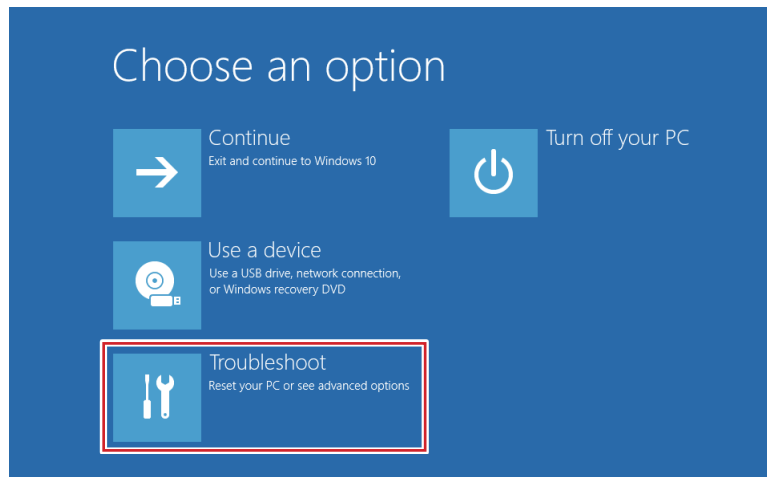 Choose an option
Continue
Exit and continue to Windows 10
Turn off your PC
Use a device
Use a USB drive, network connection,
or Windows recovery DVD
Troubleshoot
Reset your PC or see advanced options